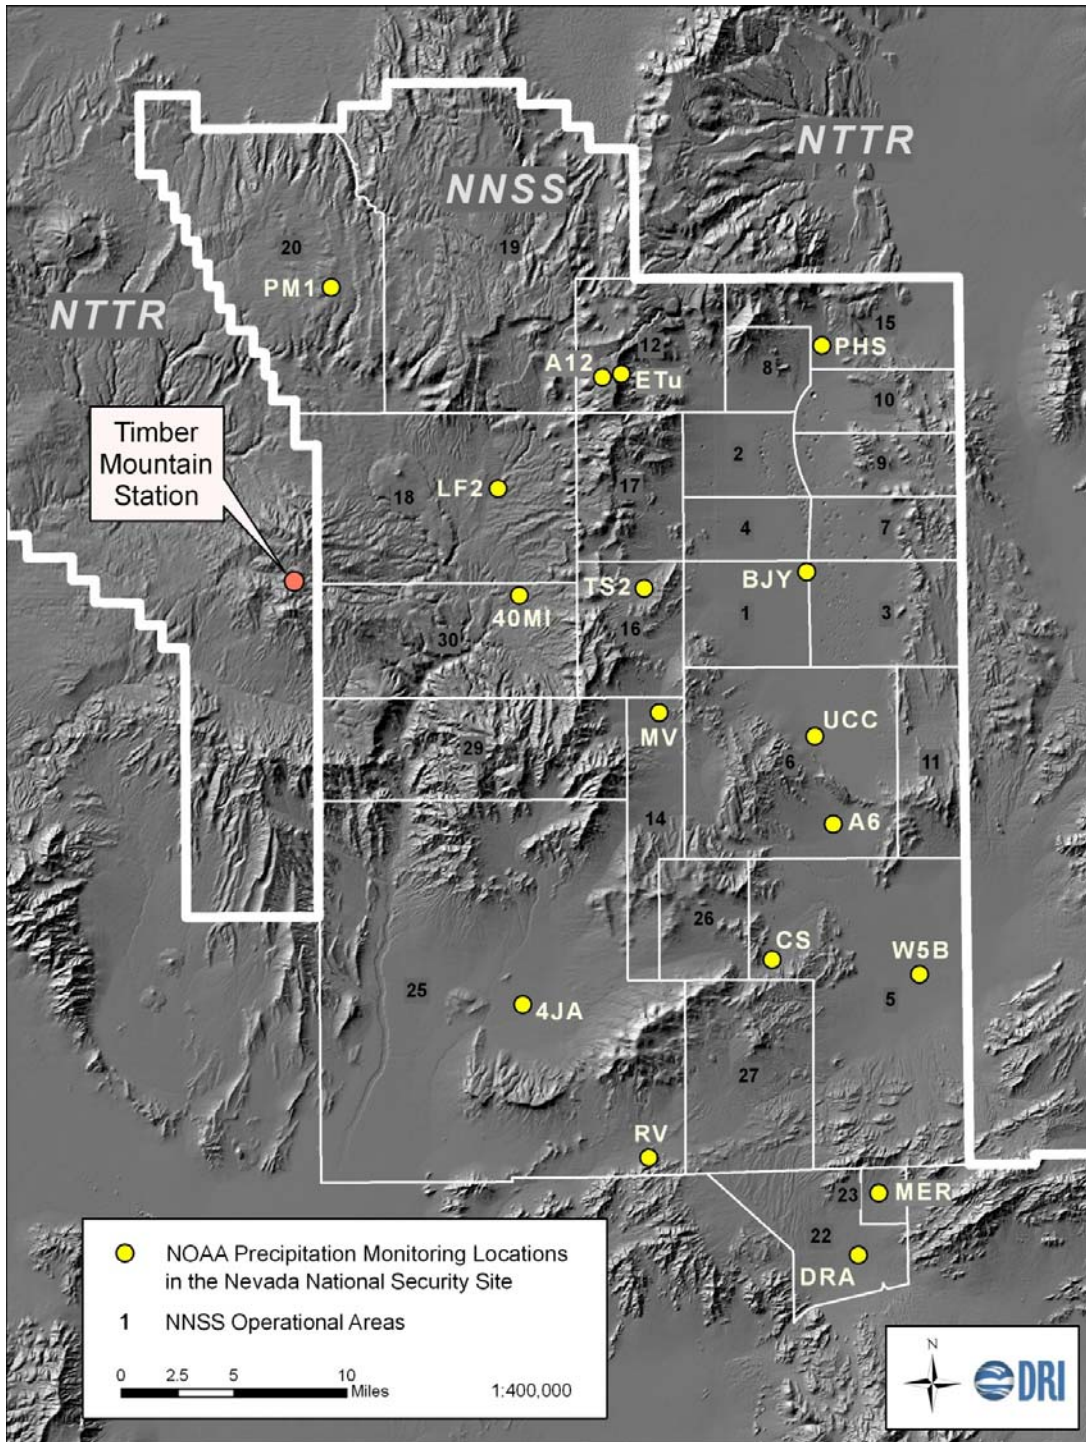 NTTR
NNSS
20
19
PM1
NTTR
15
PHS
12
A12
ETu
8
10
Timber
Mountain
Station
2
9
17
LF2
18
4
7
BJY
TS2
40MI
1
3
16
30
MV
UCC
29
6
11
14
A6
26
CS
W5B
25
5
4JA
27
RV
23
MER
22
DRA
NOAA Precipitation Monitoring Locations
in the Nevada National Security Site
1 NNSS Operational Areas
0 2.5 5 10
Miles
1:400,000
N
DRI